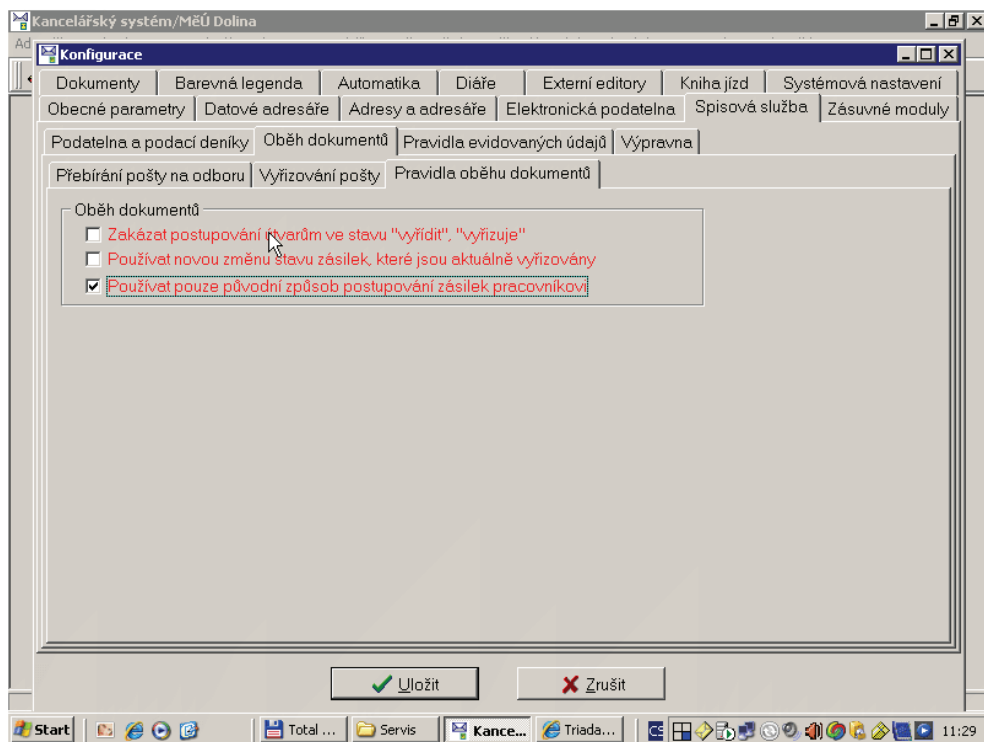 Kancelářský systém/MěÚ Dolina
Konfigurace
Dokumenty Barevná legenda Automatika Diáře Externí editory Kniha jízd Systémová nastavení
Obecné parametry Datové adresáře Adresy a adresáře Elektronická podatelna Spisová služba Zásuvné moduly
Podatelna a podací deníky Oběh dokumentů Pravidla evidovaných údajů Výpravna
Přebírání pošty na odboru Vyřizování pošty Pravidla oběhu dokumentů
Oběh dokumentů
Zakázat postupování útvarům ve stavu "vyřídit", "vyřizuje"
Používat novou změnu stavu zásilek, které jsou aktuálně vyřizovány
Používat pouze původní způsob postupování zásilek pracovníkovi
Uložit Zrušit
Start Total ... Servis Kance... Triada... CS 11:29